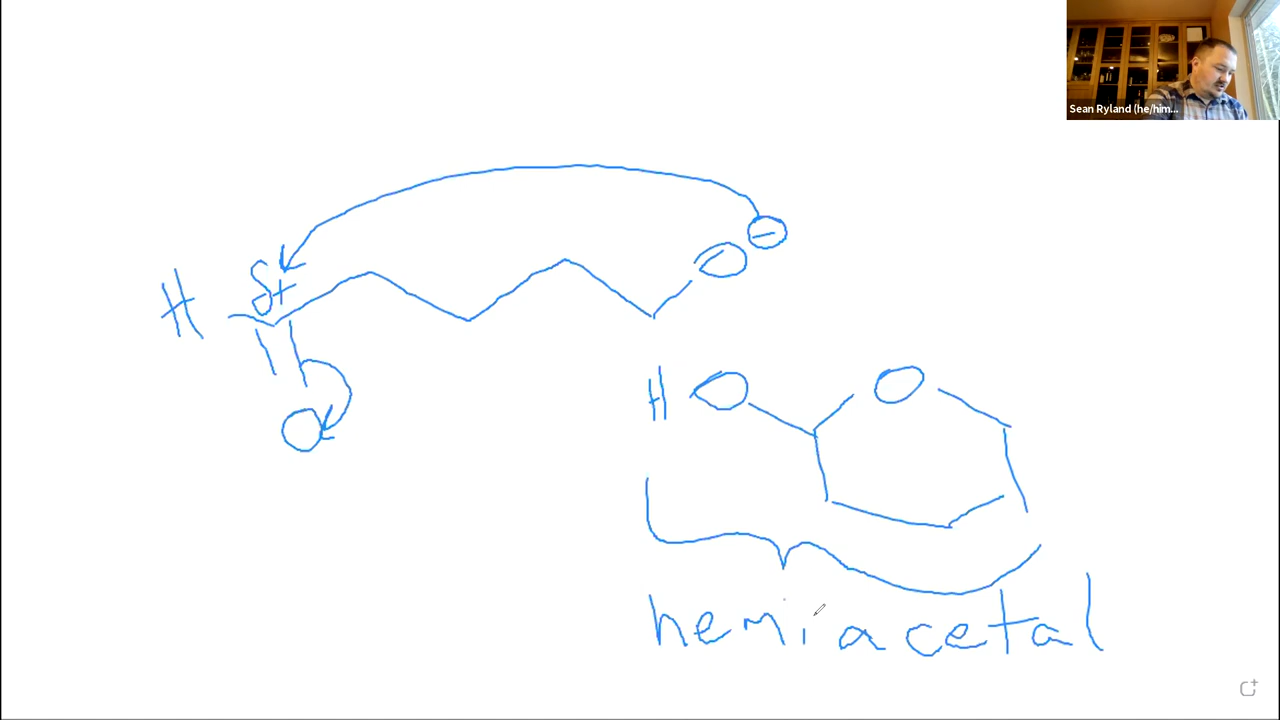 Sean Ryland (he/him...
⊖
O
δ+
H
O
H O
O
hemiacetal